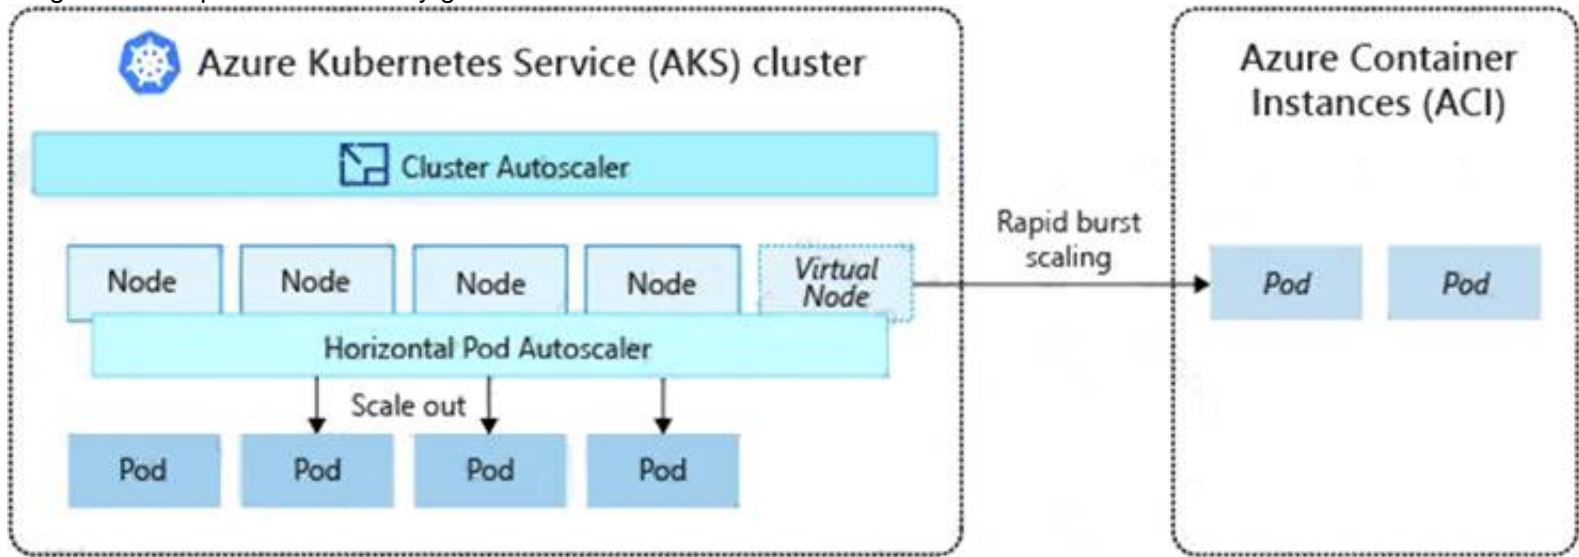 Azure Kubernetes Service (AKS) cluster
Azure Container
Instances (ACI)
Cluster Autoscaler
Rapid burst
scaling
Node
Node
Node
Node
Virtual
Node
Pod
Pod
Horizontal Pod Autoscaler
Scale out
Pod
Pod
Pod
Pod